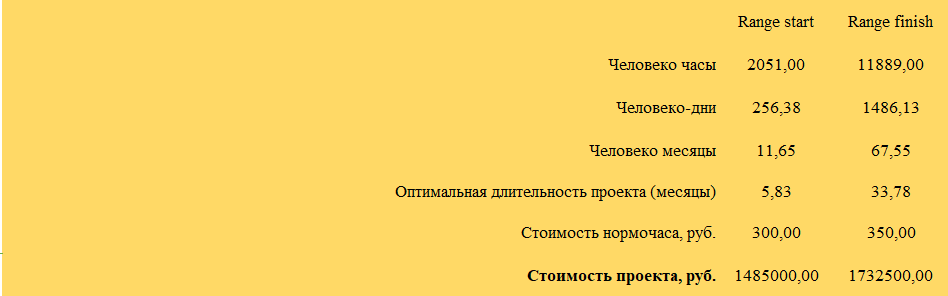 Range start Range finish
Человеко часы 2051,00 11889,00
Человеко-дни 256,38 1486,13
Человеко месяцы 11,65 67,55
Оптимальная длительность проекта (месяцы) 5,83 33,78
Стоимость нормочаса, руб. 300,00 350,00
Стоимость проекта, руб. 1485000,00 1732500,00